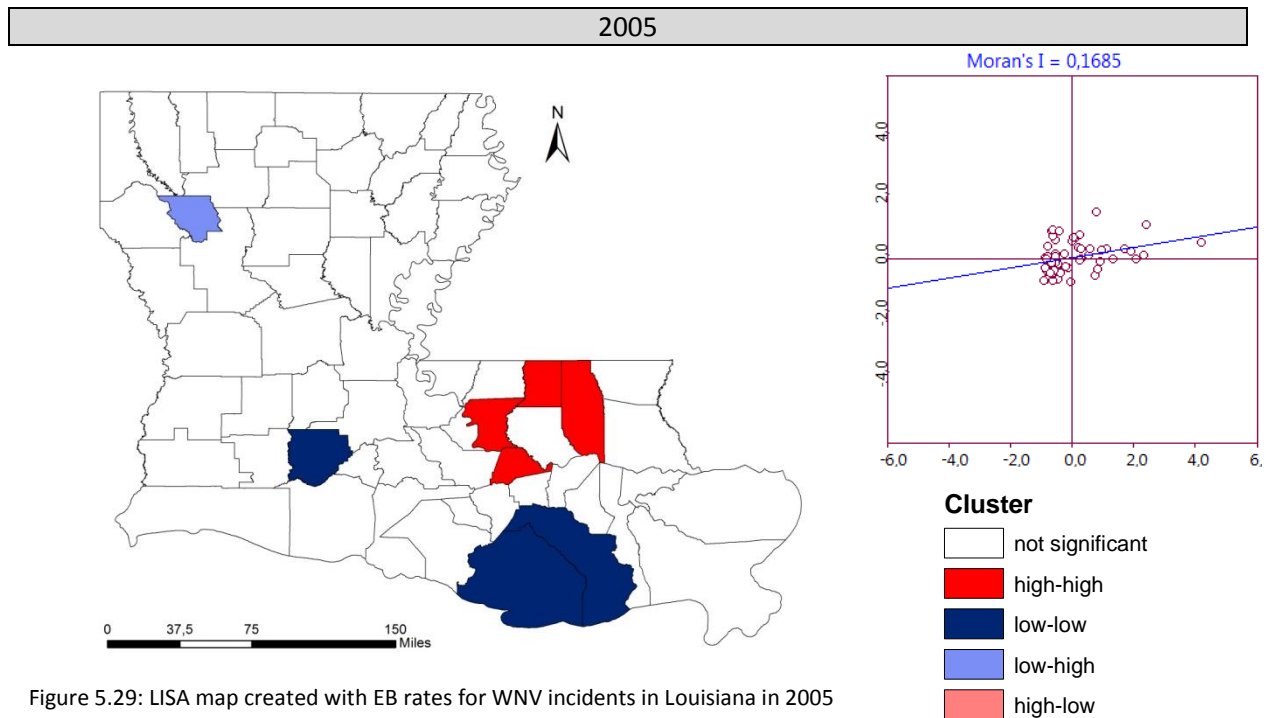 2005
Moran's I = 0,1685
N
4,0
2,0
0,0
-2,0
-4,0
-6,0 -4,0 -2,0 0,0 2,0 4,0 6,
0 37,5 75 150
Miles
Cluster
not significant
high-high
low-low
low-high
high-low
Figure 5.29: LISA map created with EB rates for WNV incidents in Louisiana in 2005